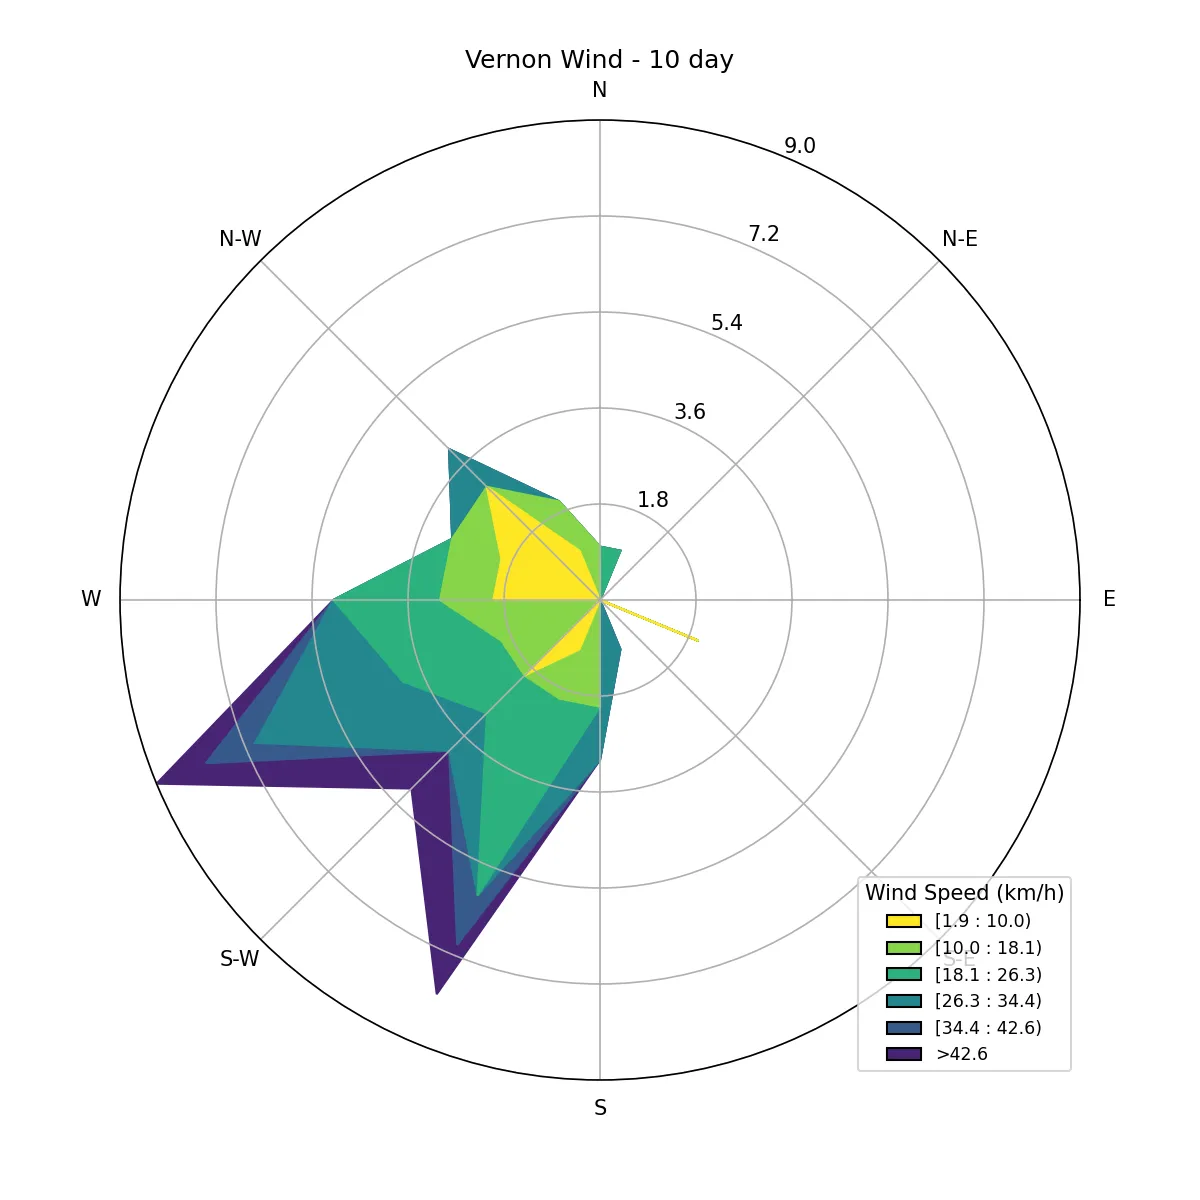 Vernon Wind - 10 day
N
9.0
N-W
N-E
7.2
5.4
3.6
1.8
W
E
Wind Speed (km/h)
[1.9 : 10.0)
[10.0 : 18.1)
S-W
S-E
[18.1 : 26.3)
[26.3 : 34.4)
[34.4 : 42.6)
>42.6
S